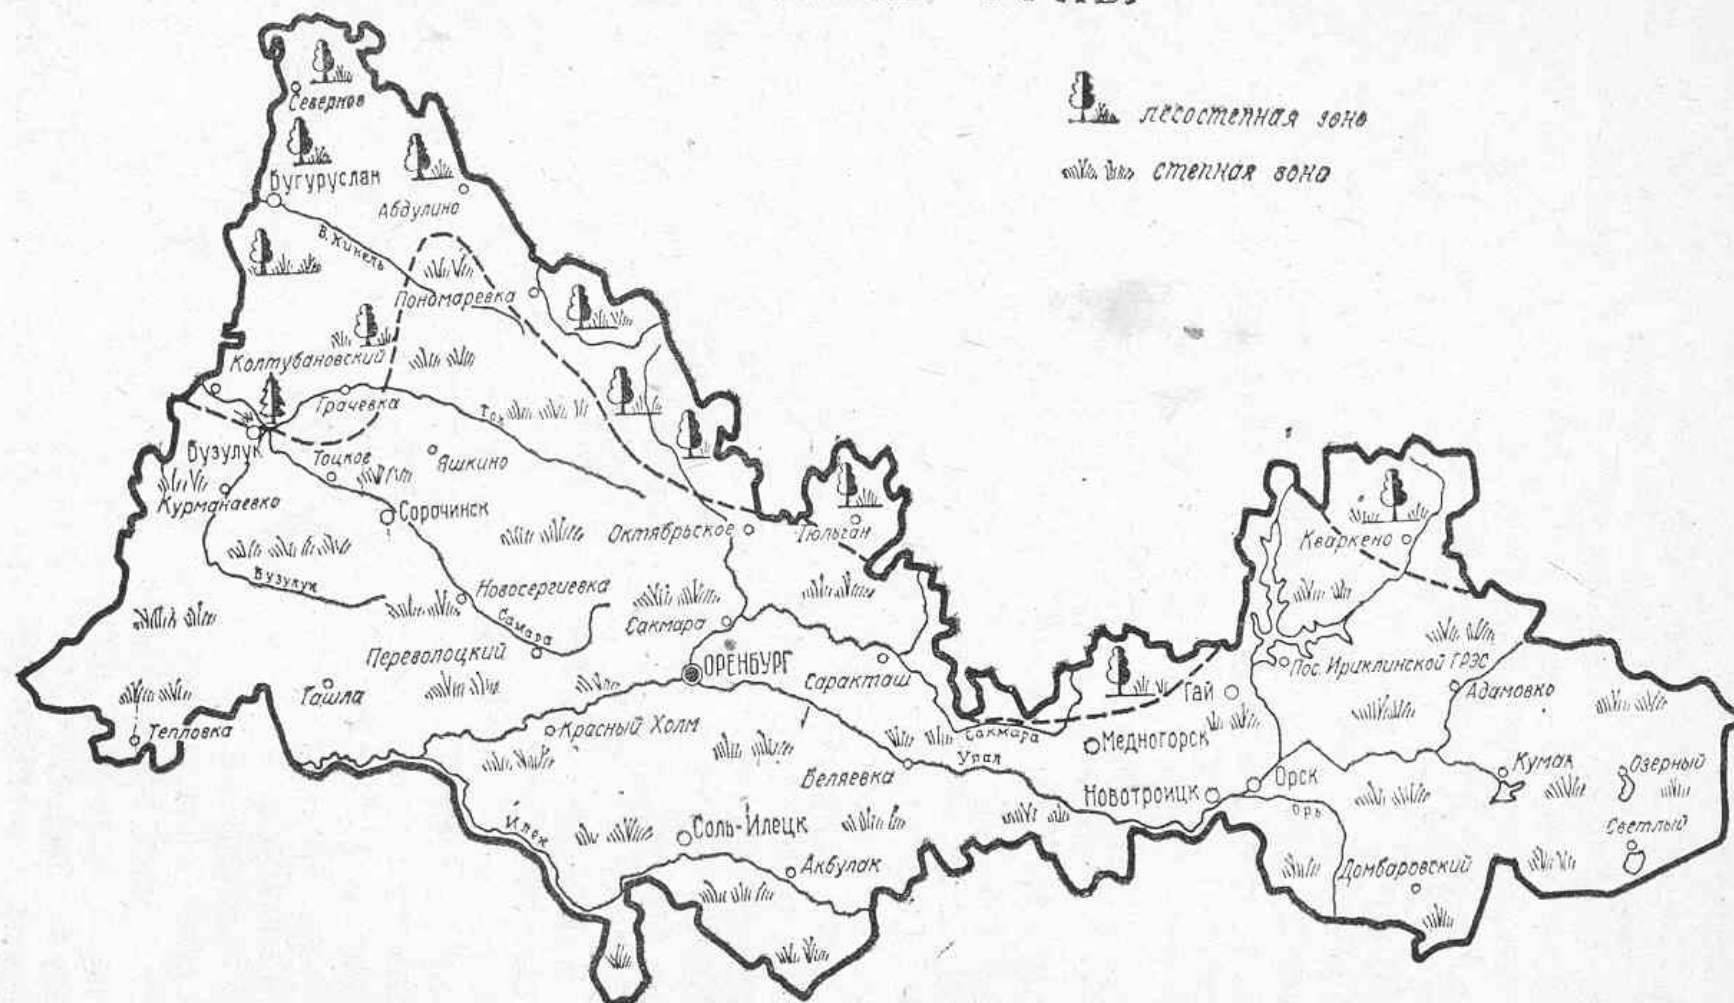 лесостепная зона
степная зона
Северное
Бугуруслан
Абдулино
Б. Кинель
Пономаревка
Колтубановский
Грачевка
Ток
Бузулук
Тоцкое
Яшкино
Курманаевка
Сорочинск
Октябрьское
Тюльган
Кваркено
Бузулук
Новосергиевка
Самара
Сакмара
Переволоцкий
ОРЕНБУРГ
Саракташ
Пос. Ириклинской ГРЭС
Ташла
Гай
Адамовка
Тепловка
Красный Холм
Сакмара
Медногорск
Урал
Беляевка
Кумак
Озерный
Новотроицк
Орск
Орь
Илек
Соль-Илецк
Светлый
Акбулак
Домбаровский